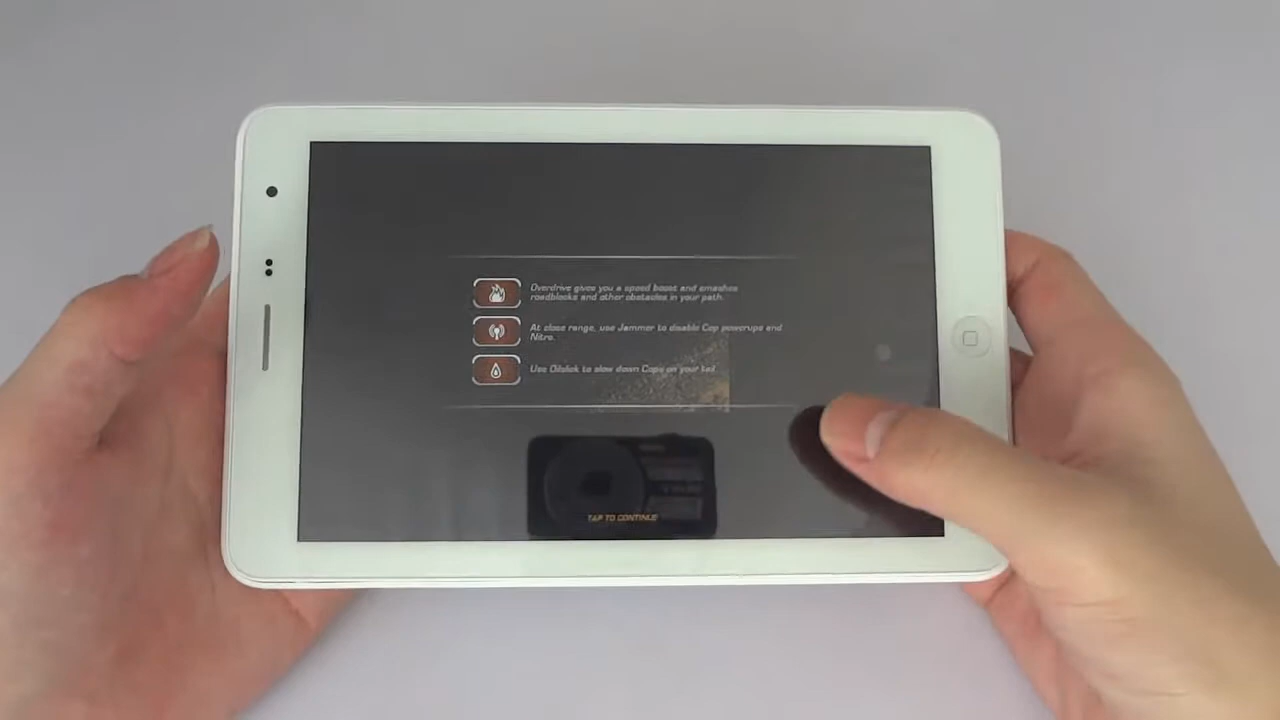 Overdrive gives you a speed boost and smashes
roadblocks and other obstacles in your path.
At close range, use Jammer to disable Cop powerups and
Nitro.
Use Oilslick to slow down Cops on your tail.
TAP TO CONTINUE